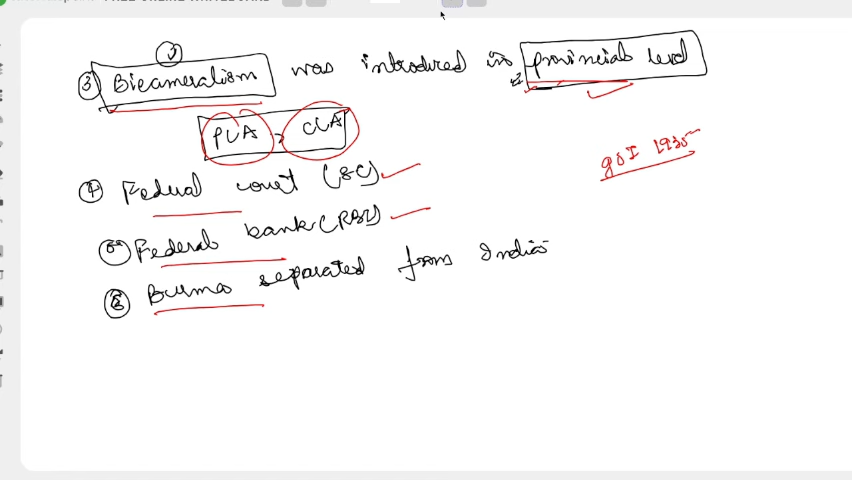 ③ Bicameralism was introduced in provincial level
PLA, CLA
GOI 1935
④ Federal court (SC)
⑤ Federal bank (RBI)
⑥ Burma separated from India